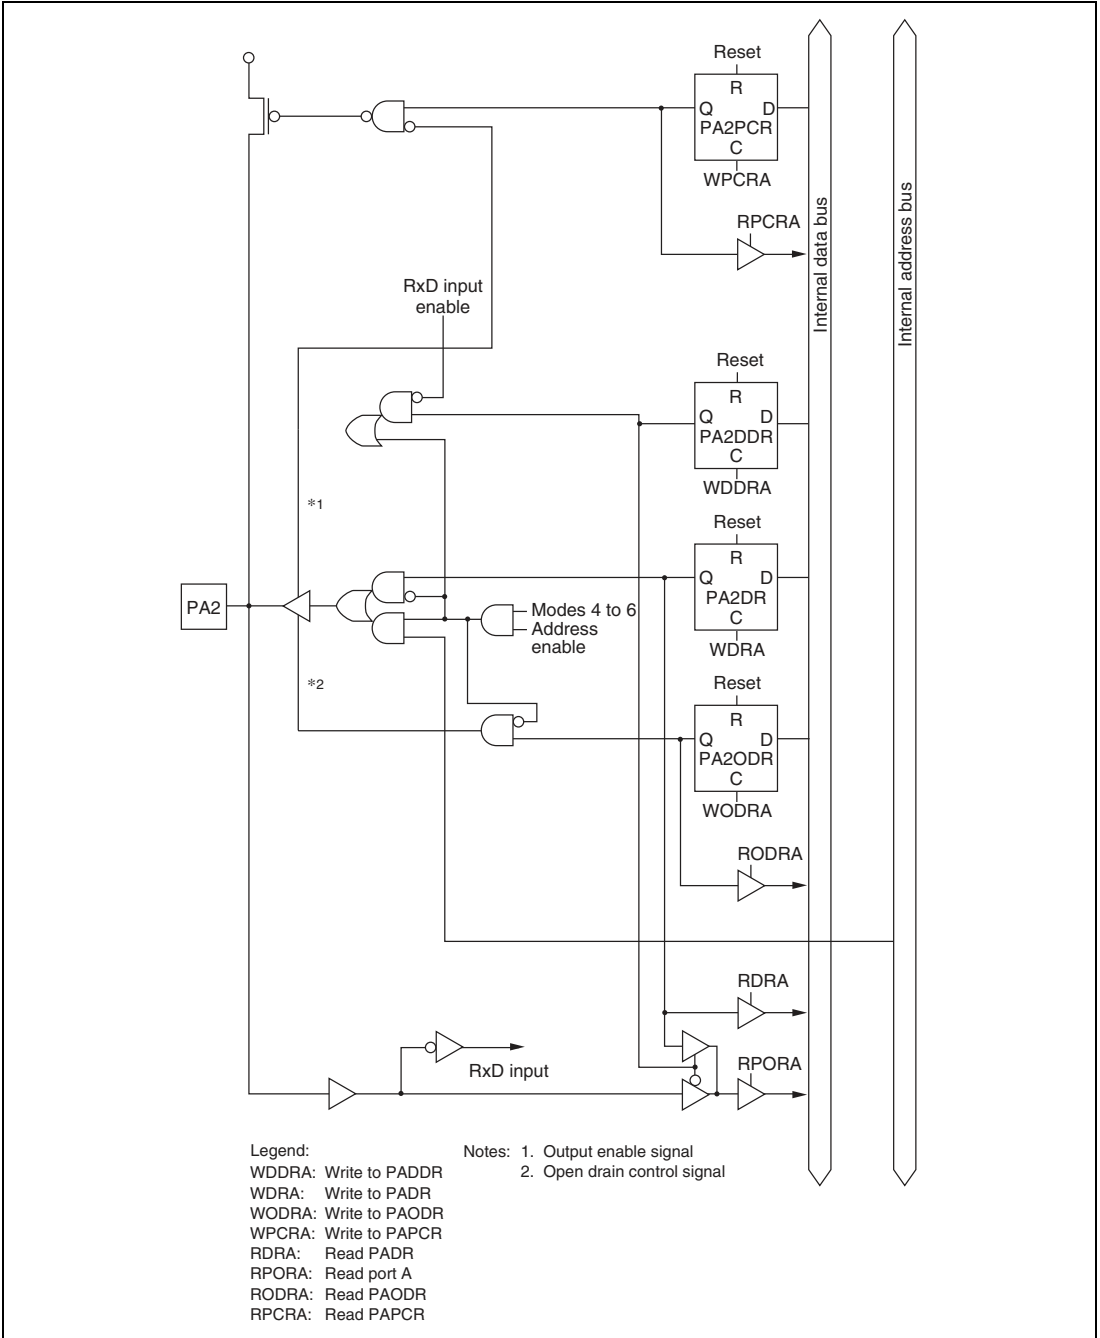 Reset
R
Q D
PA2PCR
C
WPCRA
RPCRA
Internal data bus
Internal address bus
RxD input
enable
Reset
R
Q D
PA2DDR
C
WDDRA
*1
Reset
R
Q D
PA2DR
C
WDRA
PA2
Modes 4 to 6
Address
enable
*2
Reset
R
Q D
PA2ODR
C
WODRA
RODRA
RDRA
RPORA
RxD input
Legend:
WDDRA: Write to PADDR
WDRA: Write to PADR
WODRA: Write to PAODR
WPCRA: Write to PAPCR
RDRA: Read PADR
RPORA: Read port A
RODRA: Read PAODR
RPCRA: Read PAPCR
Notes: 1. Output enable signal
2. Open drain control signal